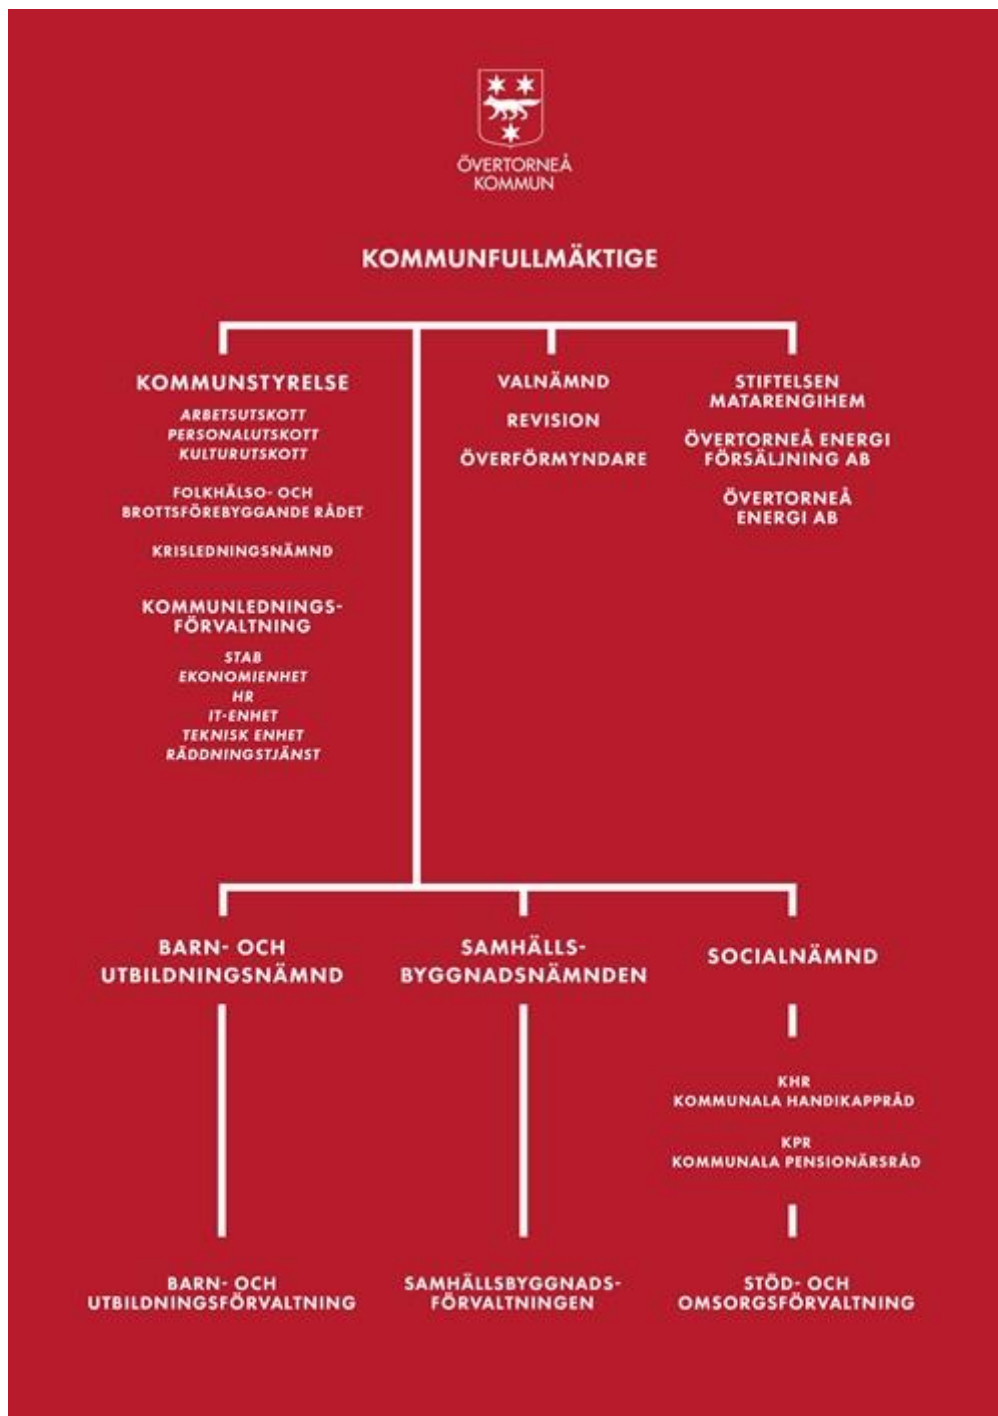 ÖVERTORNEÅ
KOMMUN
KOMMUNFULLMÄKTIGE
KOMMUNSTYRELSE
ARBETSUTSKOTT
PERSONALUTSKOTT
KULTURUTSKOTT
FOLKHÄLSO- OCH
BROTTSFÖREBYGGANDE RÅDET
KRISLEDNINGSNÄMND
KOMMUNLEDNINGS-
FÖRVALTNING
STAB
EKONOMIENHET
HR
IT-ENHET
TEKNISK ENHET
RÄDDNINGSTJÄNST
VALNÄMND
REVISION
ÖVERFÖRMYNDARE
STIFTELSEN
MATARENGIHEM
ÖVERTORNEÅ ENERGI
FÖRSÄLJNING AB
ÖVERTORNEÅ
ENERGI AB
BARN- OCH
UTBILDNINGSNÄMND
SAMHÄLLS-
BYGGNADSNÄMNDEN
SOCIALNÄMND
KHR
KOMMUNALA HANDIKAPPRÅD
KPR
KOMMUNALA PENSIONÄRSRÅD
BARN- OCH
UTBILDNINGSFÖRVALTNING
SAMHÄLLSBYGGNADS-
FÖRVALTNINGEN
STÖD- OCH
OMSORGSFÖRVALTNING